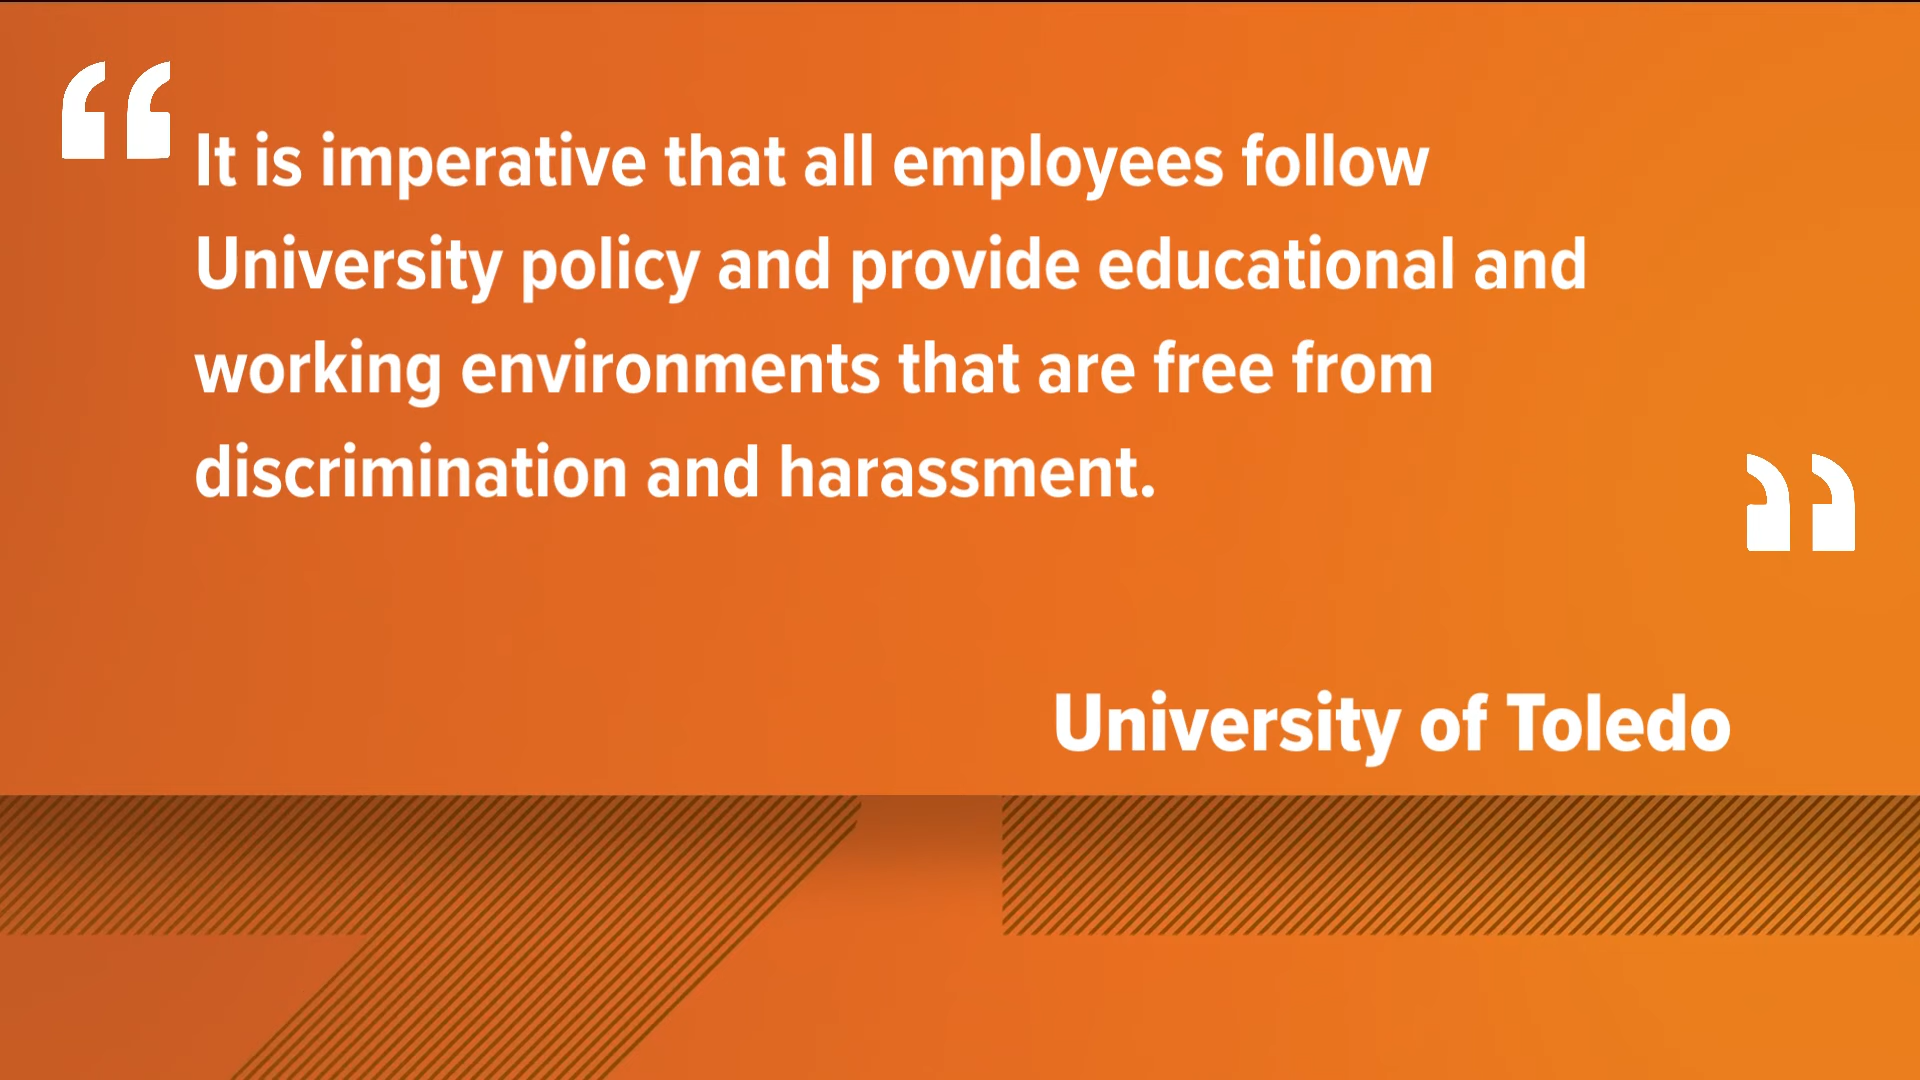 “It is imperative that all employees follow
University policy and provide educational and
working environments that are free from
discrimination and harassment.”
University of Toledo